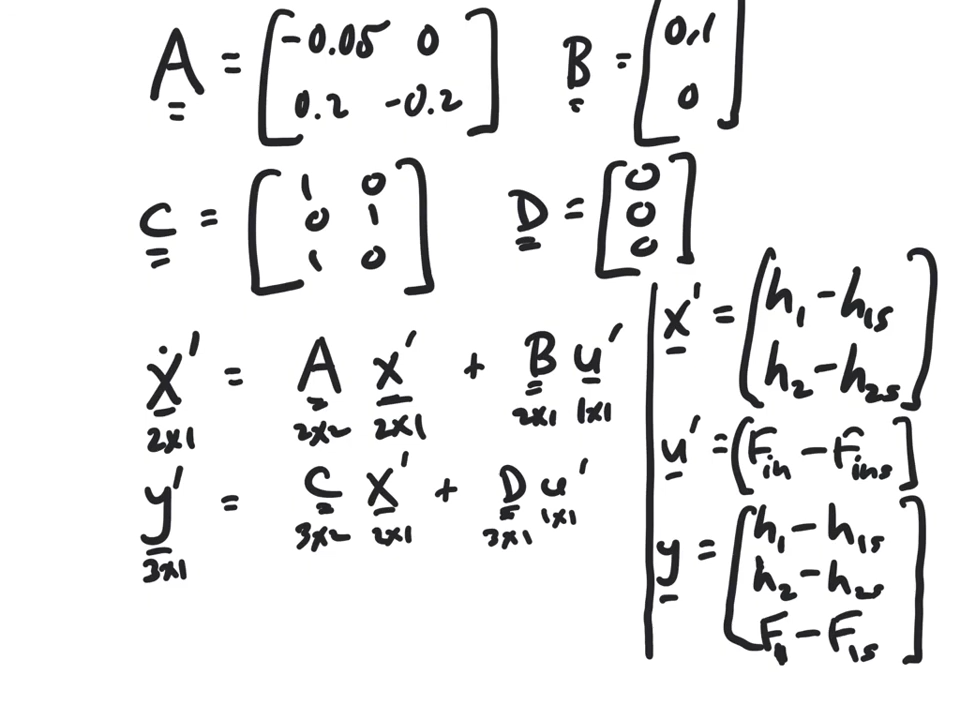 A = [-0.05 0 B = [0.1
0.2 -0.2] 0]
C = [1 0 D = [0
0 1 0
1 0] 0]
x' = [h₁ - h₁ₛ
h₂ - h₂ₛ]
ẋ' = A x' + B u'
2x1 2x2 2x1 2x1 1x1
u' = [Fᵢₙ - Fᵢₙₛ]
y' = C x' + D u'
3x1 3x2 2x1 3x1 1x1
y = [h₁ - h₁ₛ
h₂ - h₂ₛ
F₁ - F₁ₛ]